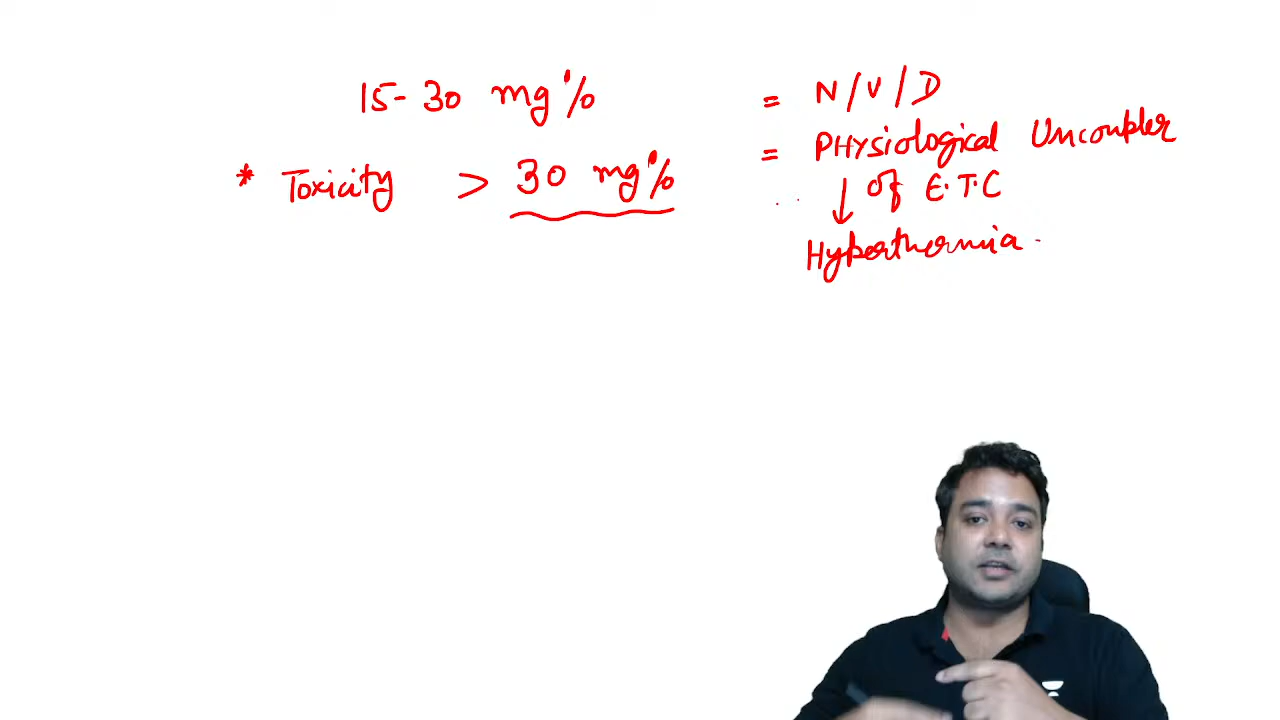 15-30 mg%
* Toxicity > 30 mg%
= N/V/D
= PHysiological Uncoupler
↓ of E.T.C
Hyperthermia.